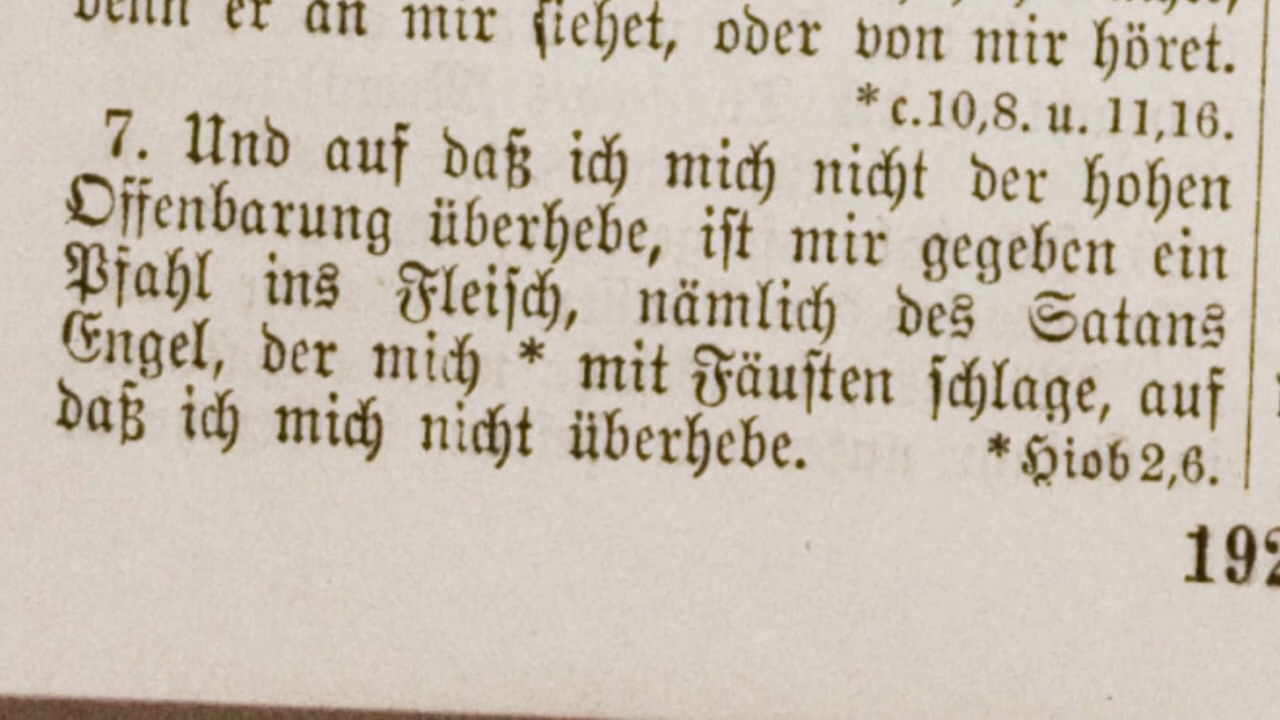 denn er an mir siehet, oder von mir höret.
* c.10,8. u. 11,16.
7. Und auf daß ich mich nicht der hohen
Offenbarung überhebe, ist mir gegeben ein
Pfahl ins Fleisch, nämlich des Satans
Engel, der mich * mit Fäusten schlage, auf
daß ich mich nicht überhebe. * Hiob 2,6.
192